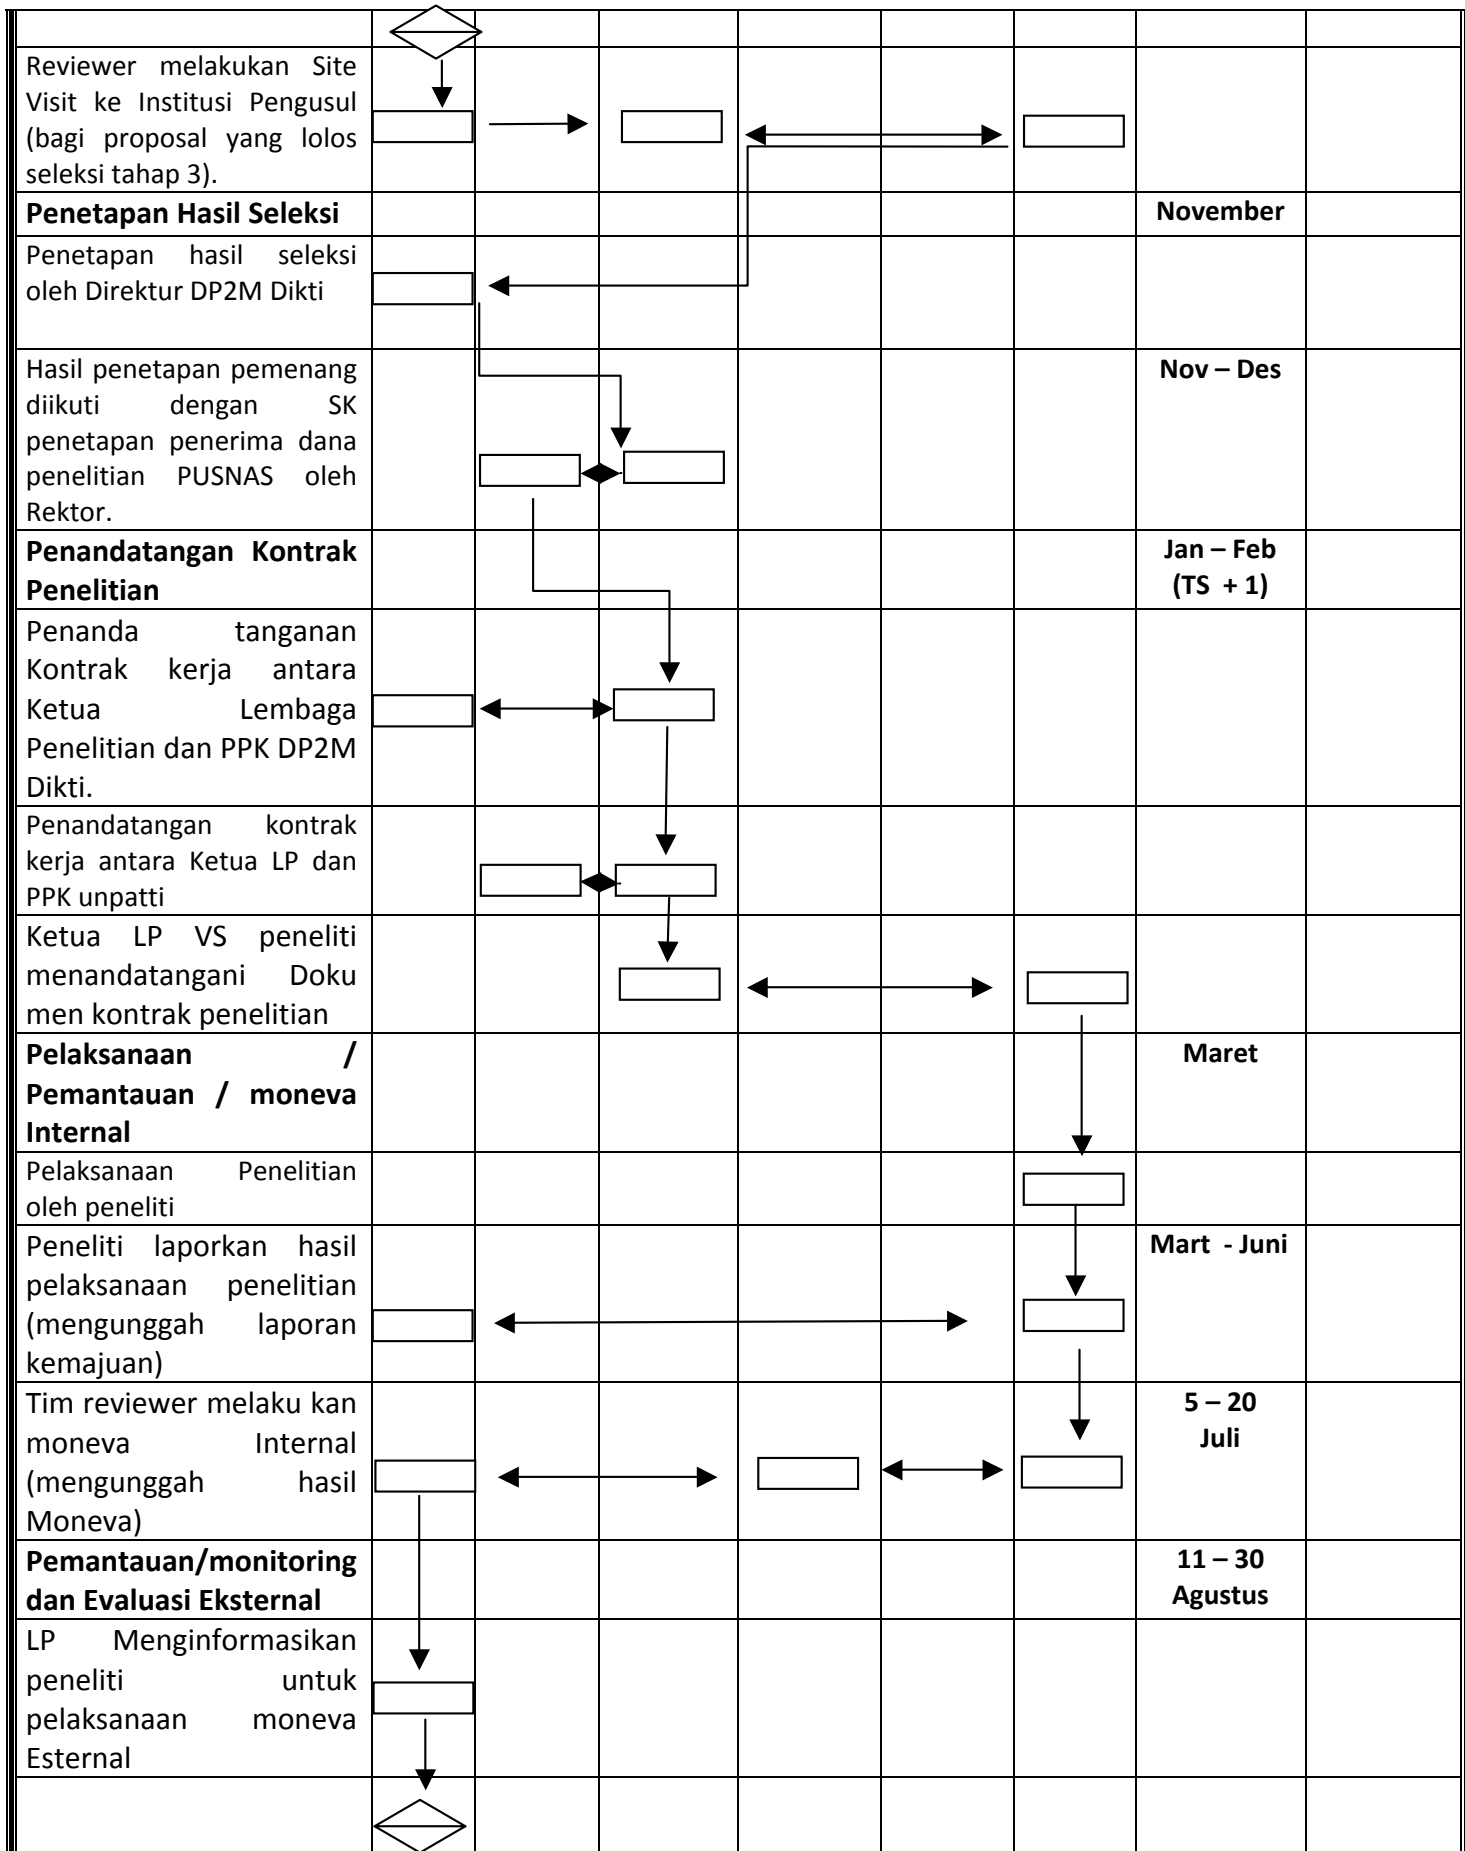 Reviewer melakukan Site
Visit ke Institusi Pengusul
(bagi proposal yang lolos
seleksi tahap 3).
Penetapan Hasil Seleksi
November
Penetapan hasil seleksi
oleh Direktur DP2M Dikti
Hasil penetapan pemenang
diikuti dengan SK
penetapan penerima dana
penelitian PUSNAS oleh
Rektor.
Nov – Des
Penandatangan Kontrak
Penelitian
Jan – Feb
(TS + 1)
Penanda tanganan
Kontrak kerja antara
Ketua Lembaga
Penelitian dan PPK DP2M
Dikti.
Penandatangan kontrak
kerja antara Ketua LP dan
PPK unpatti
Ketua LP VS peneliti
menandatangani Doku
men kontrak penelitian
Pelaksanaan /
Pemantauan / moneva
Internal
Maret
Pelaksanaan Penelitian
oleh peneliti
Peneliti laporkan hasil
pelaksanaan penelitian
(mengunggah laporan
kemajuan)
Mart - Juni
Tim reviewer melaku kan
moneva Internal
(mengunggah hasil
Moneva)
5 – 20
Juli
Pemantauan/monitoring
dan Evaluasi Eksternal
11 – 30
Agustus
LP Menginformasikan
peneliti untuk
pelaksanaan moneva
Esternal